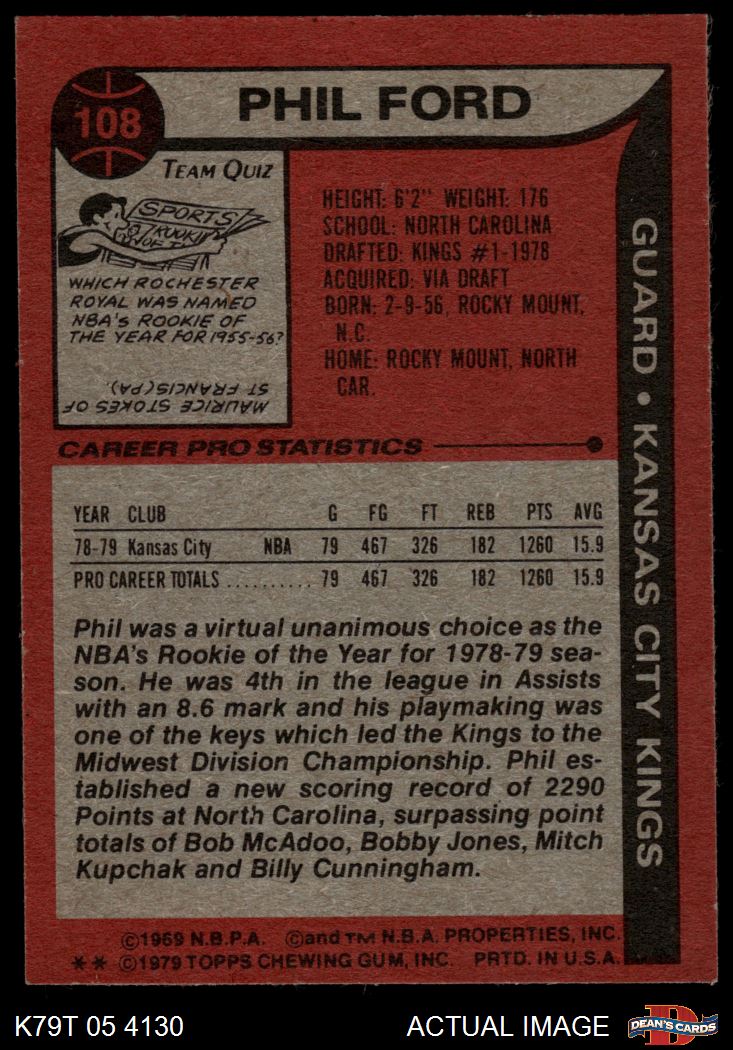 108
PHIL FORD
TEAM QUIZ
SPORTS
ROOKIE
OF T
WHICH ROCHESTER
ROYAL WAS NAMED
NBA'S ROOKIE OF
THE YEAR FOR 1955-56?
MAURICE STOKES OF
ST FRANCIS (PA).
HEIGHT: 6'2" WEIGHT: 176
SCHOOL: NORTH CAROLINA
DRAFTED: KINGS #1-1978
ACQUIRED: VIA DRAFT
BORN: 2-9-56, ROCKY MOUNT,
N.C.
HOME: ROCKY MOUNT, NORTH
CAR.
GUARD • KANSAS CITY KINGS
CAREER PRO STATISTICS
YEAR CLUB G FG FT REB PTS AVG
78-79 Kansas City NBA 79 467 326 182 1260 15.9
PRO CAREER TOTALS .......... 79 467 326 182 1260 15.9
Phil was a virtual unanimous choice as the
NBA's Rookie of the Year for 1978-79 sea-
son. He was 4th in the league in Assists
with an 8.6 mark and his playmaking was
one of the keys which led the Kings to the
Midwest Division Championship. Phil es-
tablished a new scoring record of 2290
Points at North Carolina, surpassing point
totals of Bob McAdoo, Bobby Jones, Mitch
Kupchak and Billy Cunningham.
©1969 N.B.P.A. ©and TM N.B.A. PROPERTIES, INC.
** ©1979 TOPPS CHEWING GUM, INC. PRTD. IN U.S.A.
K79T 05 4130 ACTUAL IMAGE DEAN'S CARDS